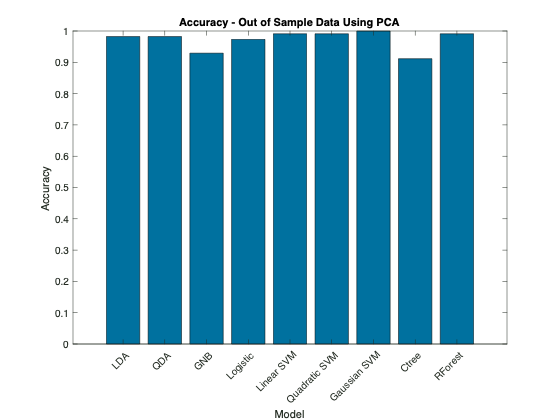 Accuracy - Out of Sample Data Using PCA
1
0.9
0.8
0.7
0.6
0.5
0.4
0.3
0.2
0.1
0
Accuracy
LDA
QDA
GNB
Logistic
Linear SVM
Quadratic SVM
Gaussian SVM
Ctree
RForest
Model